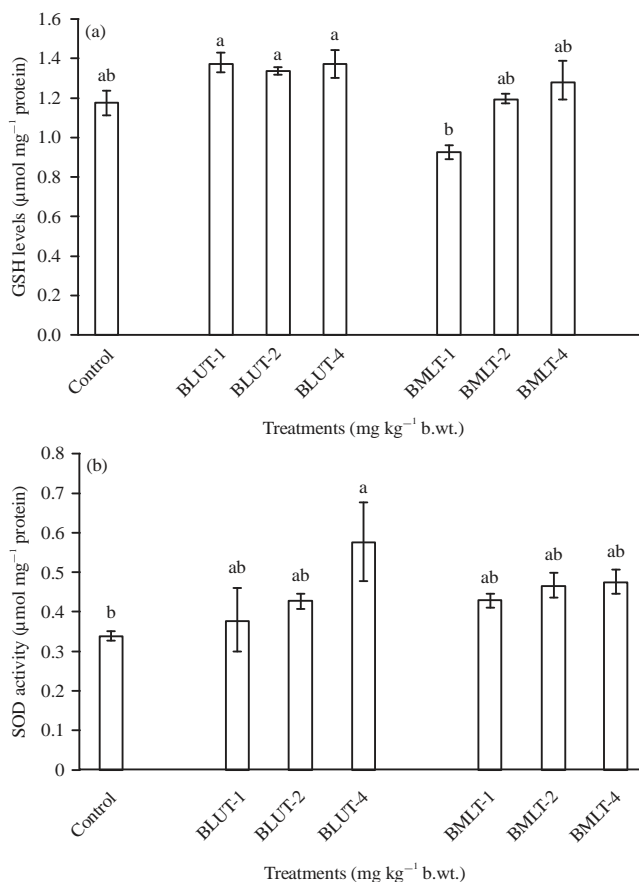 (a)
GSH levels (μmol mg⁻¹ protein)
1.6
1.4
1.2
1.0
0.8
0.6
0.4
0.2
0.0
ab
a
a
a
b
ab
ab
Control
BLUT-1
BLUT-2
BLUT-4
BMLT-1
BMLT-2
BMLT-4
Treatments (mg kg⁻¹ b.wt.)
(b)
SOD activity (μmol mg⁻¹ protein)
0.8
0.7
0.6
0.5
0.4
0.3
0.2
0.1
0
b
ab
ab
a
ab
ab
ab
Control
BLUT-1
BLUT-2
BLUT-4
BMLT-1
BMLT-2
BMLT-4
Treatments (mg kg⁻¹ b.wt.)